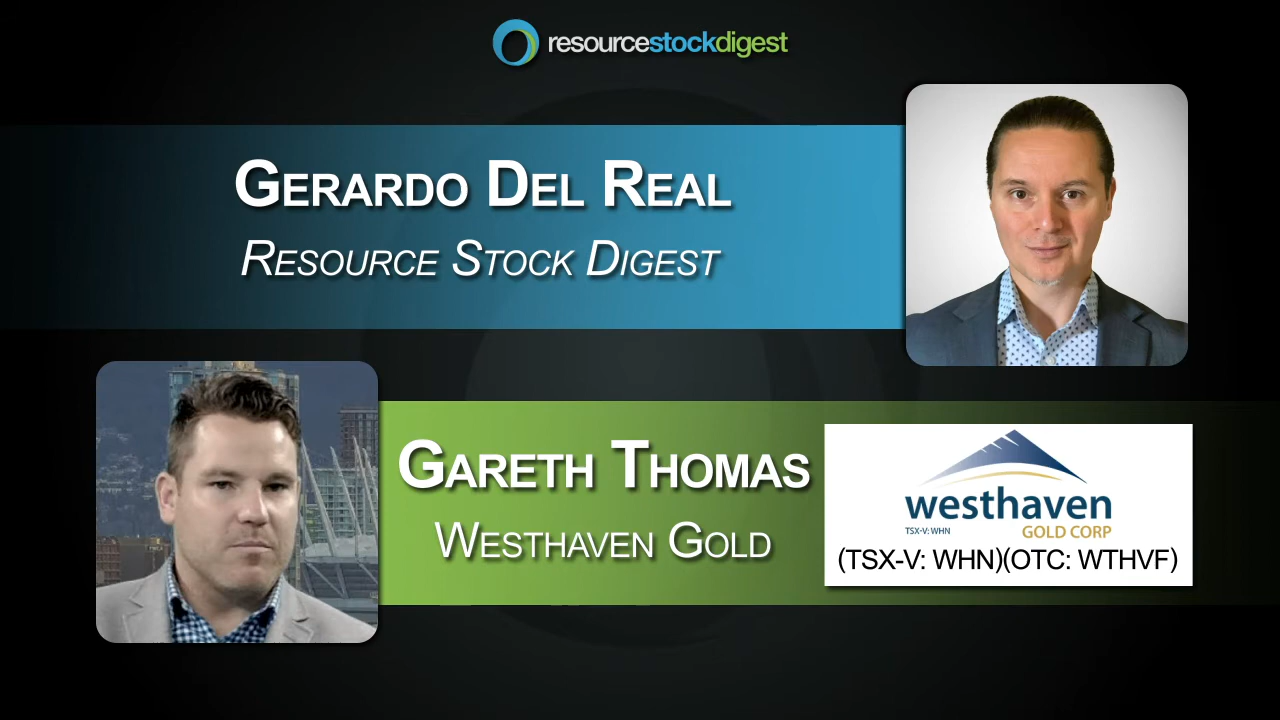 resourcestockdigest
Gerardo Del Real
Resource Stock Digest
Gareth Thomas
Westhaven Gold
westhaven
TSX-V: WHN GOLD CORP
(TSX-V: WHN)(OTC: WTHVF)